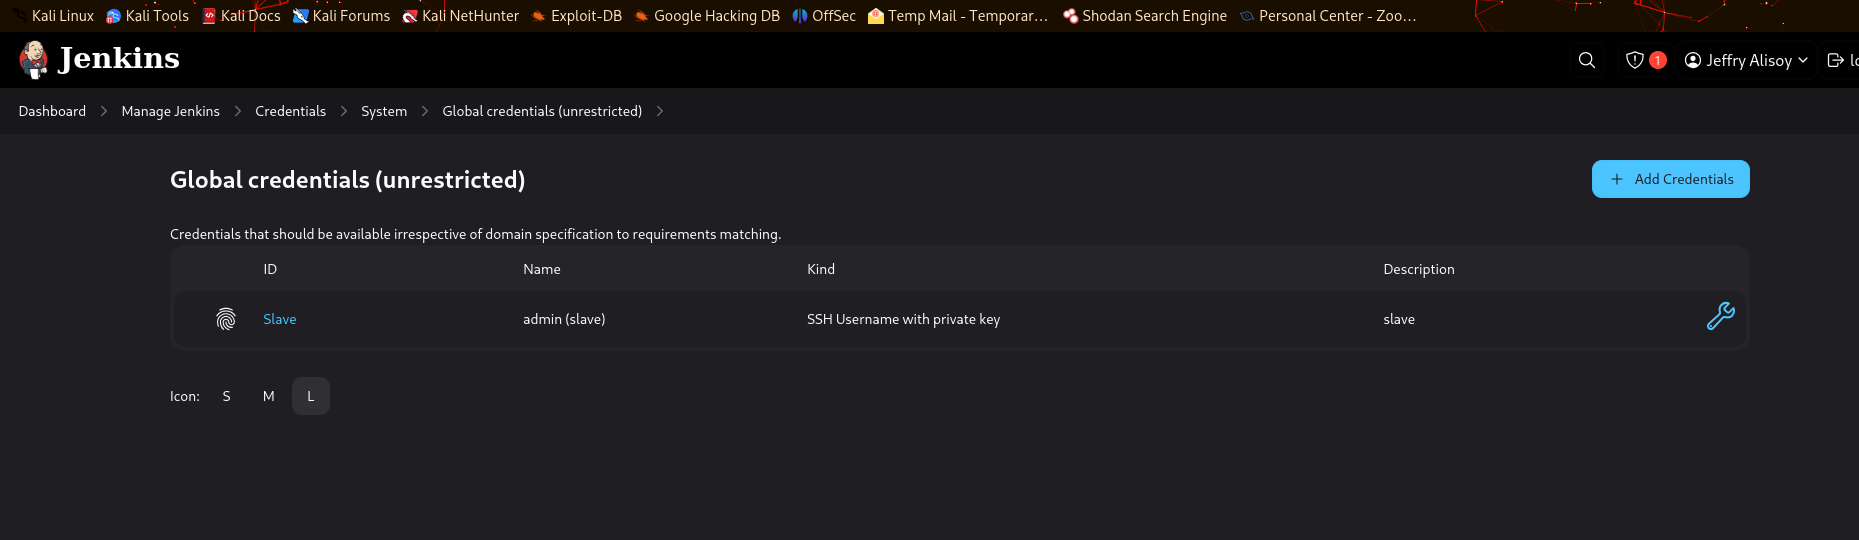 Kali Linux Kali Tools Kali Docs Kali Forums Kali NetHunter Exploit-DB Google Hacking DB OffSec Temp Mail - Temporar... Shodan Search Engine Personal Center - Zoo...
Jenkins 1 Jeffry Alisoy
Dashboard Manage Jenkins Credentials System Global credentials (unrestricted)
Global credentials (unrestricted) + Add Credentials
Credentials that should be available irrespective of domain specification to requirements matching.
ID Name Kind Description
Slave admin (slave) SSH Username with private key slave
Icon: S M L